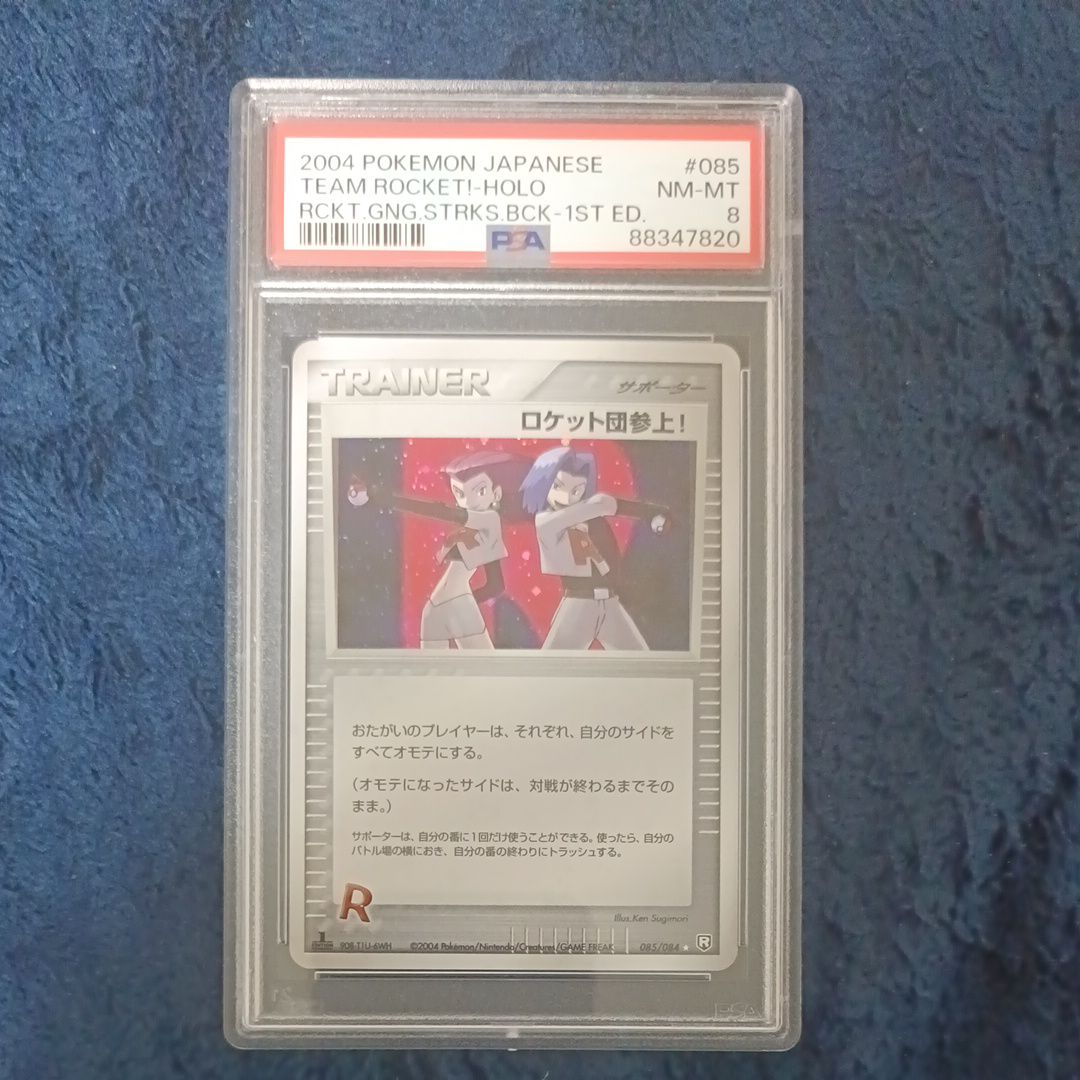 2004 POKEMON JAPANESE #085
TEAM ROCKET!-HOLO NM-MT
RCKT.GNG.STRKS.BCK-1ST ED. 8
PSA 88347820
TRAINER サポーター
ロケット団参上!
おたがいのプレイヤーは、それぞれ、自分のサイドを
すべてオモテにする。
(オモテになったサイドは、対戦が終わるまでその
まま。)
サポーターは、自分の番に1回だけ使うことができる。使ったら、自分の
バトル場の横におき、自分の番の終わりにトラッシュする。
R
Illus. Ken Sugimori
1 EDITION 908-T1U-6WH ©2004 Pokémon/Nintendo/Creatures/GAME FREAK 085/084 ★ R
PSA